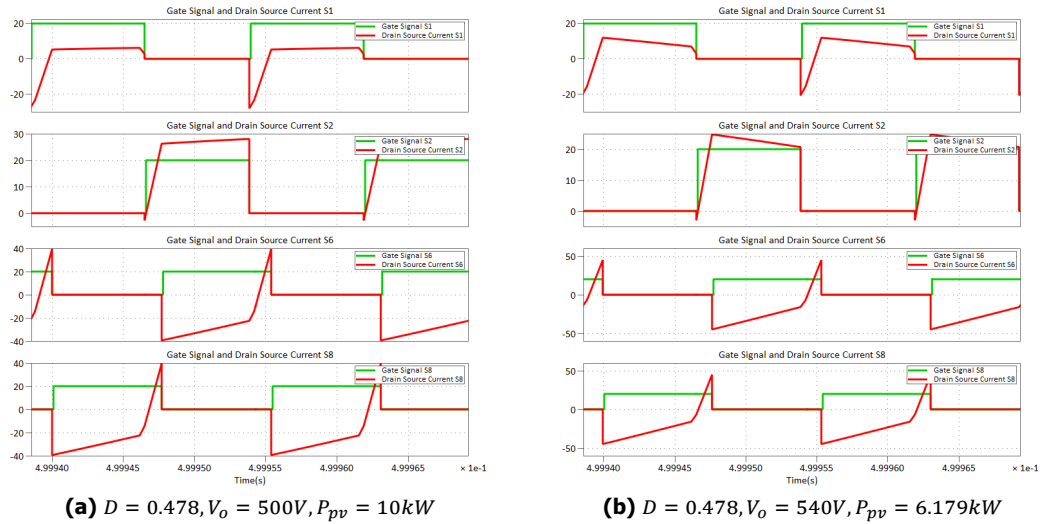 Gate Signal and Drain Source Current S1
Gate Signal S1
Drain Source Current S1
20
0
-20
Gate Signal and Drain Source Current S2
Gate Signal S2
Drain Source Current S2
30
20
10
0
Gate Signal and Drain Source Current S6
Gate Signal S6
Drain Source Current S6
40
20
0
-20
-40
Gate Signal and Drain Source Current S8
Gate Signal S8
Drain Source Current S8
40
20
0
-20
-40
4.99940 4.99945 4.99950 4.99955 4.99960 4.99965 × 1e-1
Time(s)
(a) D = 0.478, Vₒ = 500V, Pₚᵥ = 10kW
Gate Signal and Drain Source Current S1
Gate Signal S1
Drain Source Current S1
20
0
-20
Gate Signal and Drain Source Current S2
Gate Signal S2
Drain Source Current S2
20
10
0
Gate Signal and Drain Source Current S6
Gate Signal S6
Drain Source Current S6
50
0
-50
Gate Signal and Drain Source Current S8
Gate Signal S8
Drain Source Current S8
50
0
-50
4.99940 4.99945 4.99950 4.99955 4.99960 4.99965 × 1e-1
Time(s)
(b) D = 0.478, Vₒ = 540V, Pₚᵥ = 6.179kW